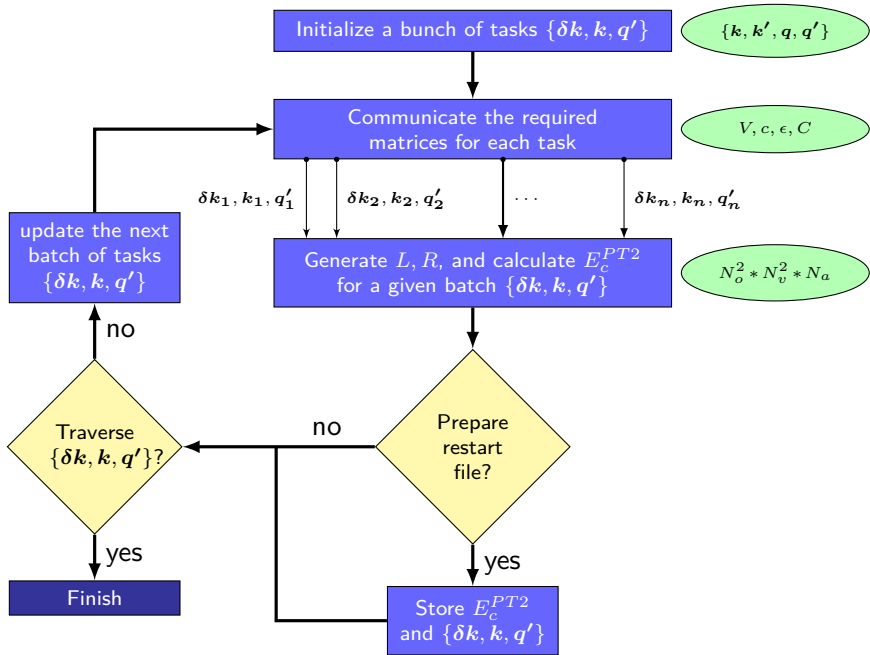 Initialize a bunch of tasks {δk, k, q′}
{k, k′, q, q′}
Communicate the required
matrices for each task
V, c, ϵ, C
δk₁, k₁, q′₁
δk₂, k₂, q′₂
· · ·
δkₙ, kₙ, q′ₙ
update the next
batch of tasks
{δk, k, q′}
Generate L, R, and calculate E_c^{PT2}
for a given batch {δk, k, q′}
N_o^2 ∗ N_v^2 ∗ N_a
no
Traverse
{δk, k, q′}?
no
Prepare
restart
file?
yes
yes
Finish
Store E_c^{PT2}
and {δk, k, q′}